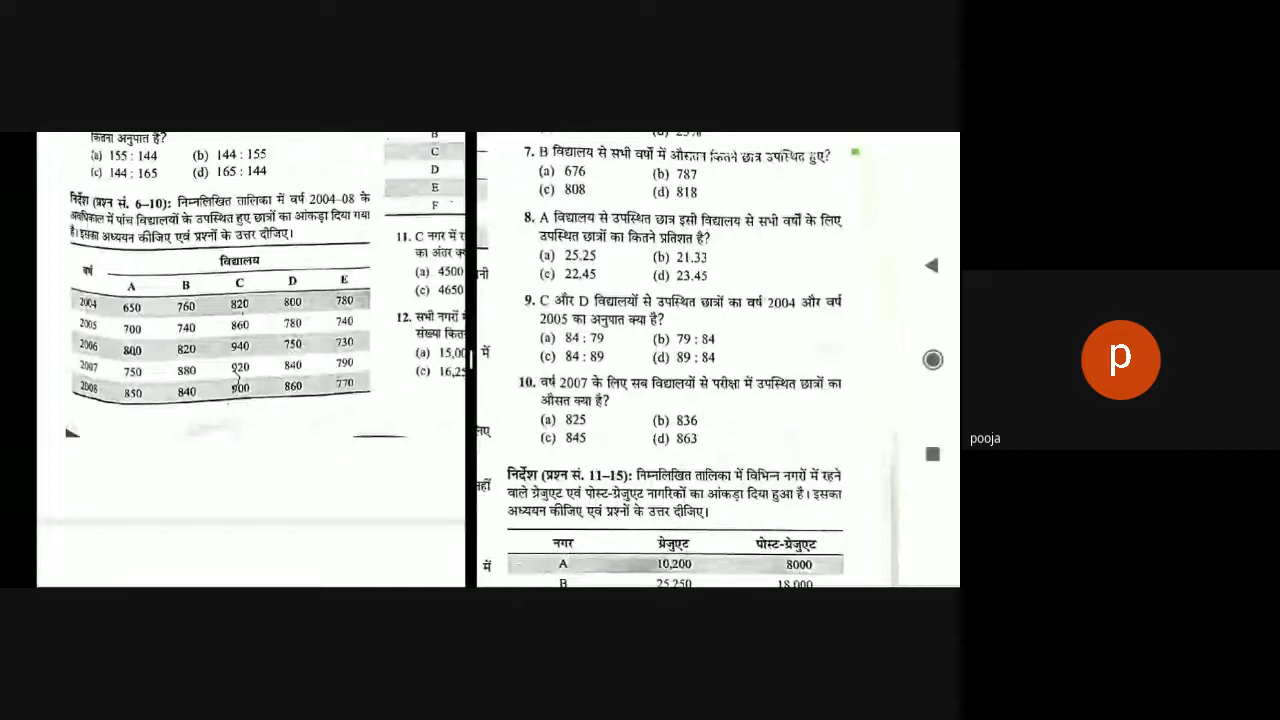 कितना अनुपात है?
(a) 155 : 144 (b) 144 : 155
(c) 144 : 165 (d) 165 : 144
निर्देश (प्रश्न सं. 6–10): निम्नलिखित तालिका में वर्ष 2004–08 के
अवधिकाल में पांच विद्यालयों के उपस्थित हुए छात्रों का आंकड़ा दिया गया
है। इसका अध्ययन कीजिए एवं प्रश्नों के उत्तर दीजिए।
वर्ष विद्यालय
A B C D E
2004 650 760 820 800 780
2005 700 740 860 780 740
2006 800 820 940 750 730
2007 750 880 920 840 790
2008 850 840 900 860 770
B
C
D
E
F
11. C नगर में
का अंतर
(a) 4500
(c) 4650
12. सभी नगरों
संख्या
(a) 15,00
(c) 16,25
में
में
7. B विद्यालय से सभी वर्षों में औसतन कितने छात्र उपस्थित हुए?
(a) 676 (b) 787
(c) 808 (d) 818
8. A विद्यालय से उपस्थित छात्र इसी विद्यालय से सभी वर्षों के लिए
उपस्थित छात्रों का कितने प्रतिशत है?
(a) 25.25 (b) 21.33
(c) 22.45 (d) 23.45
9. C और D विद्यालयों से उपस्थित छात्रों का वर्ष 2004 और वर्ष
2005 का अनुपात क्या है?
(a) 84 : 79 (b) 79 : 84
(c) 84 : 89 (d) 89 : 84
10. वर्ष 2007 के लिए सब विद्यालयों से परीक्षा में उपस्थित छात्रों का
औसत क्या है?
(a) 825 (b) 836
(c) 845 (d) 863
निर्देश (प्रश्न सं. 11–15): निम्नलिखित तालिका में विभिन्न नगरों में रहने
वाले ग्रेजुएट एवं पोस्ट-ग्रेजुएट नागरिकों का आंकड़ा दिया हुआ है। इसका
अध्ययन कीजिए एवं प्रश्नों के उत्तर दीजिए।
नगर ग्रेजुएट पोस्ट-ग्रेजुएट
A 10,200 8000
B 25,250 18,000
p
pooja